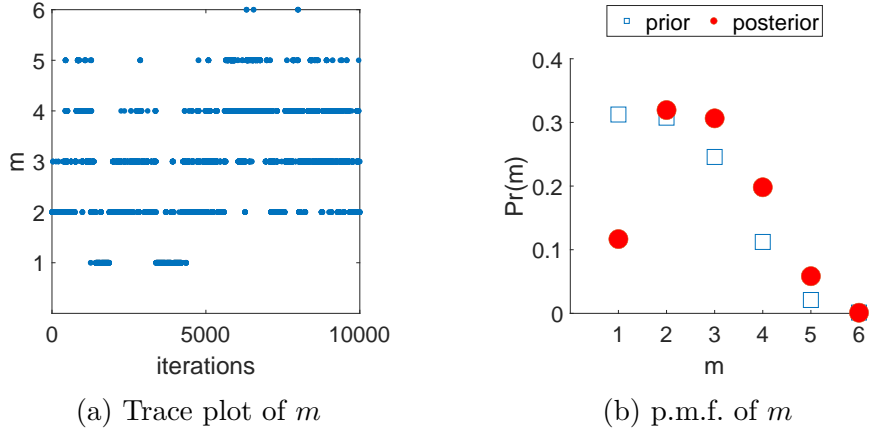 6
5
4
3
2
1
m
0
5000
10000
iterations
(a) Trace plot of m
prior posterior
0.4
0.3
0.2
0.1
0
Pr(m)
1 2 3 4 5 6
m
(b) p.m.f. of m